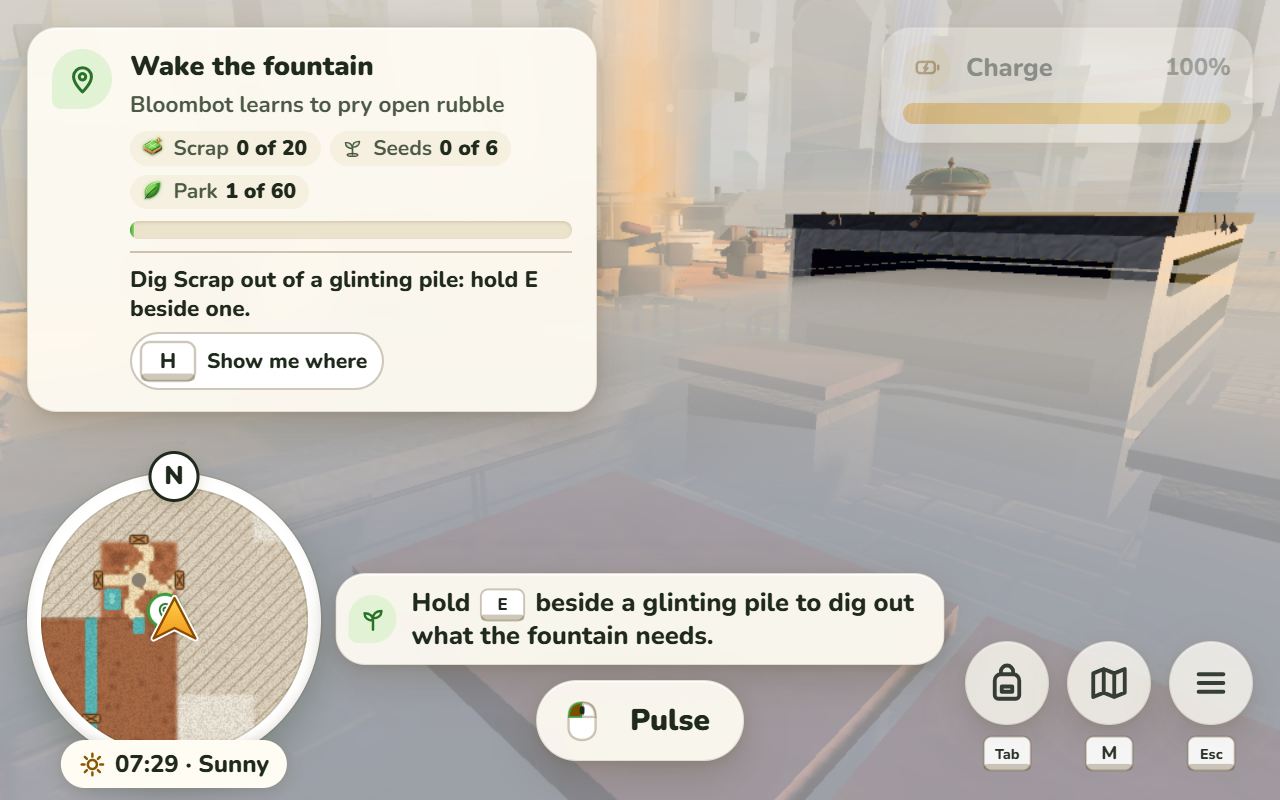 Wake the fountain
Bloombot learns to pry open rubble
Scrap 0 of 20 Seeds 0 of 6
Park 1 of 60
Dig Scrap out of a glinting pile: hold E
beside one.
H Show me where
Charge 100%
N
07:29 · Sunny
Hold E beside a glinting pile to dig out
what the fountain needs.
Pulse
Tab M Esc